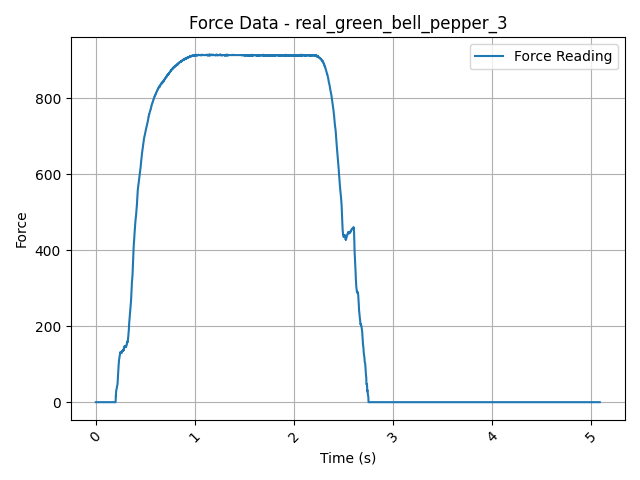 Force Data - real_green_bell_pepper_3
Force Reading
800
600
400
200
0
Force
0 1 2 3 4 5
Time (s)